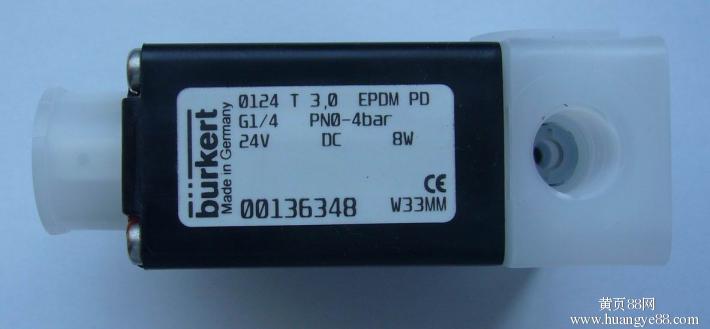 bürkert
Made in Germany
0124 T 3,0 EPDM PD
G1/4 PN0-4bar
24V DC 8W
CE
00136348 W33MM
黄页88网
www.huangye88.com